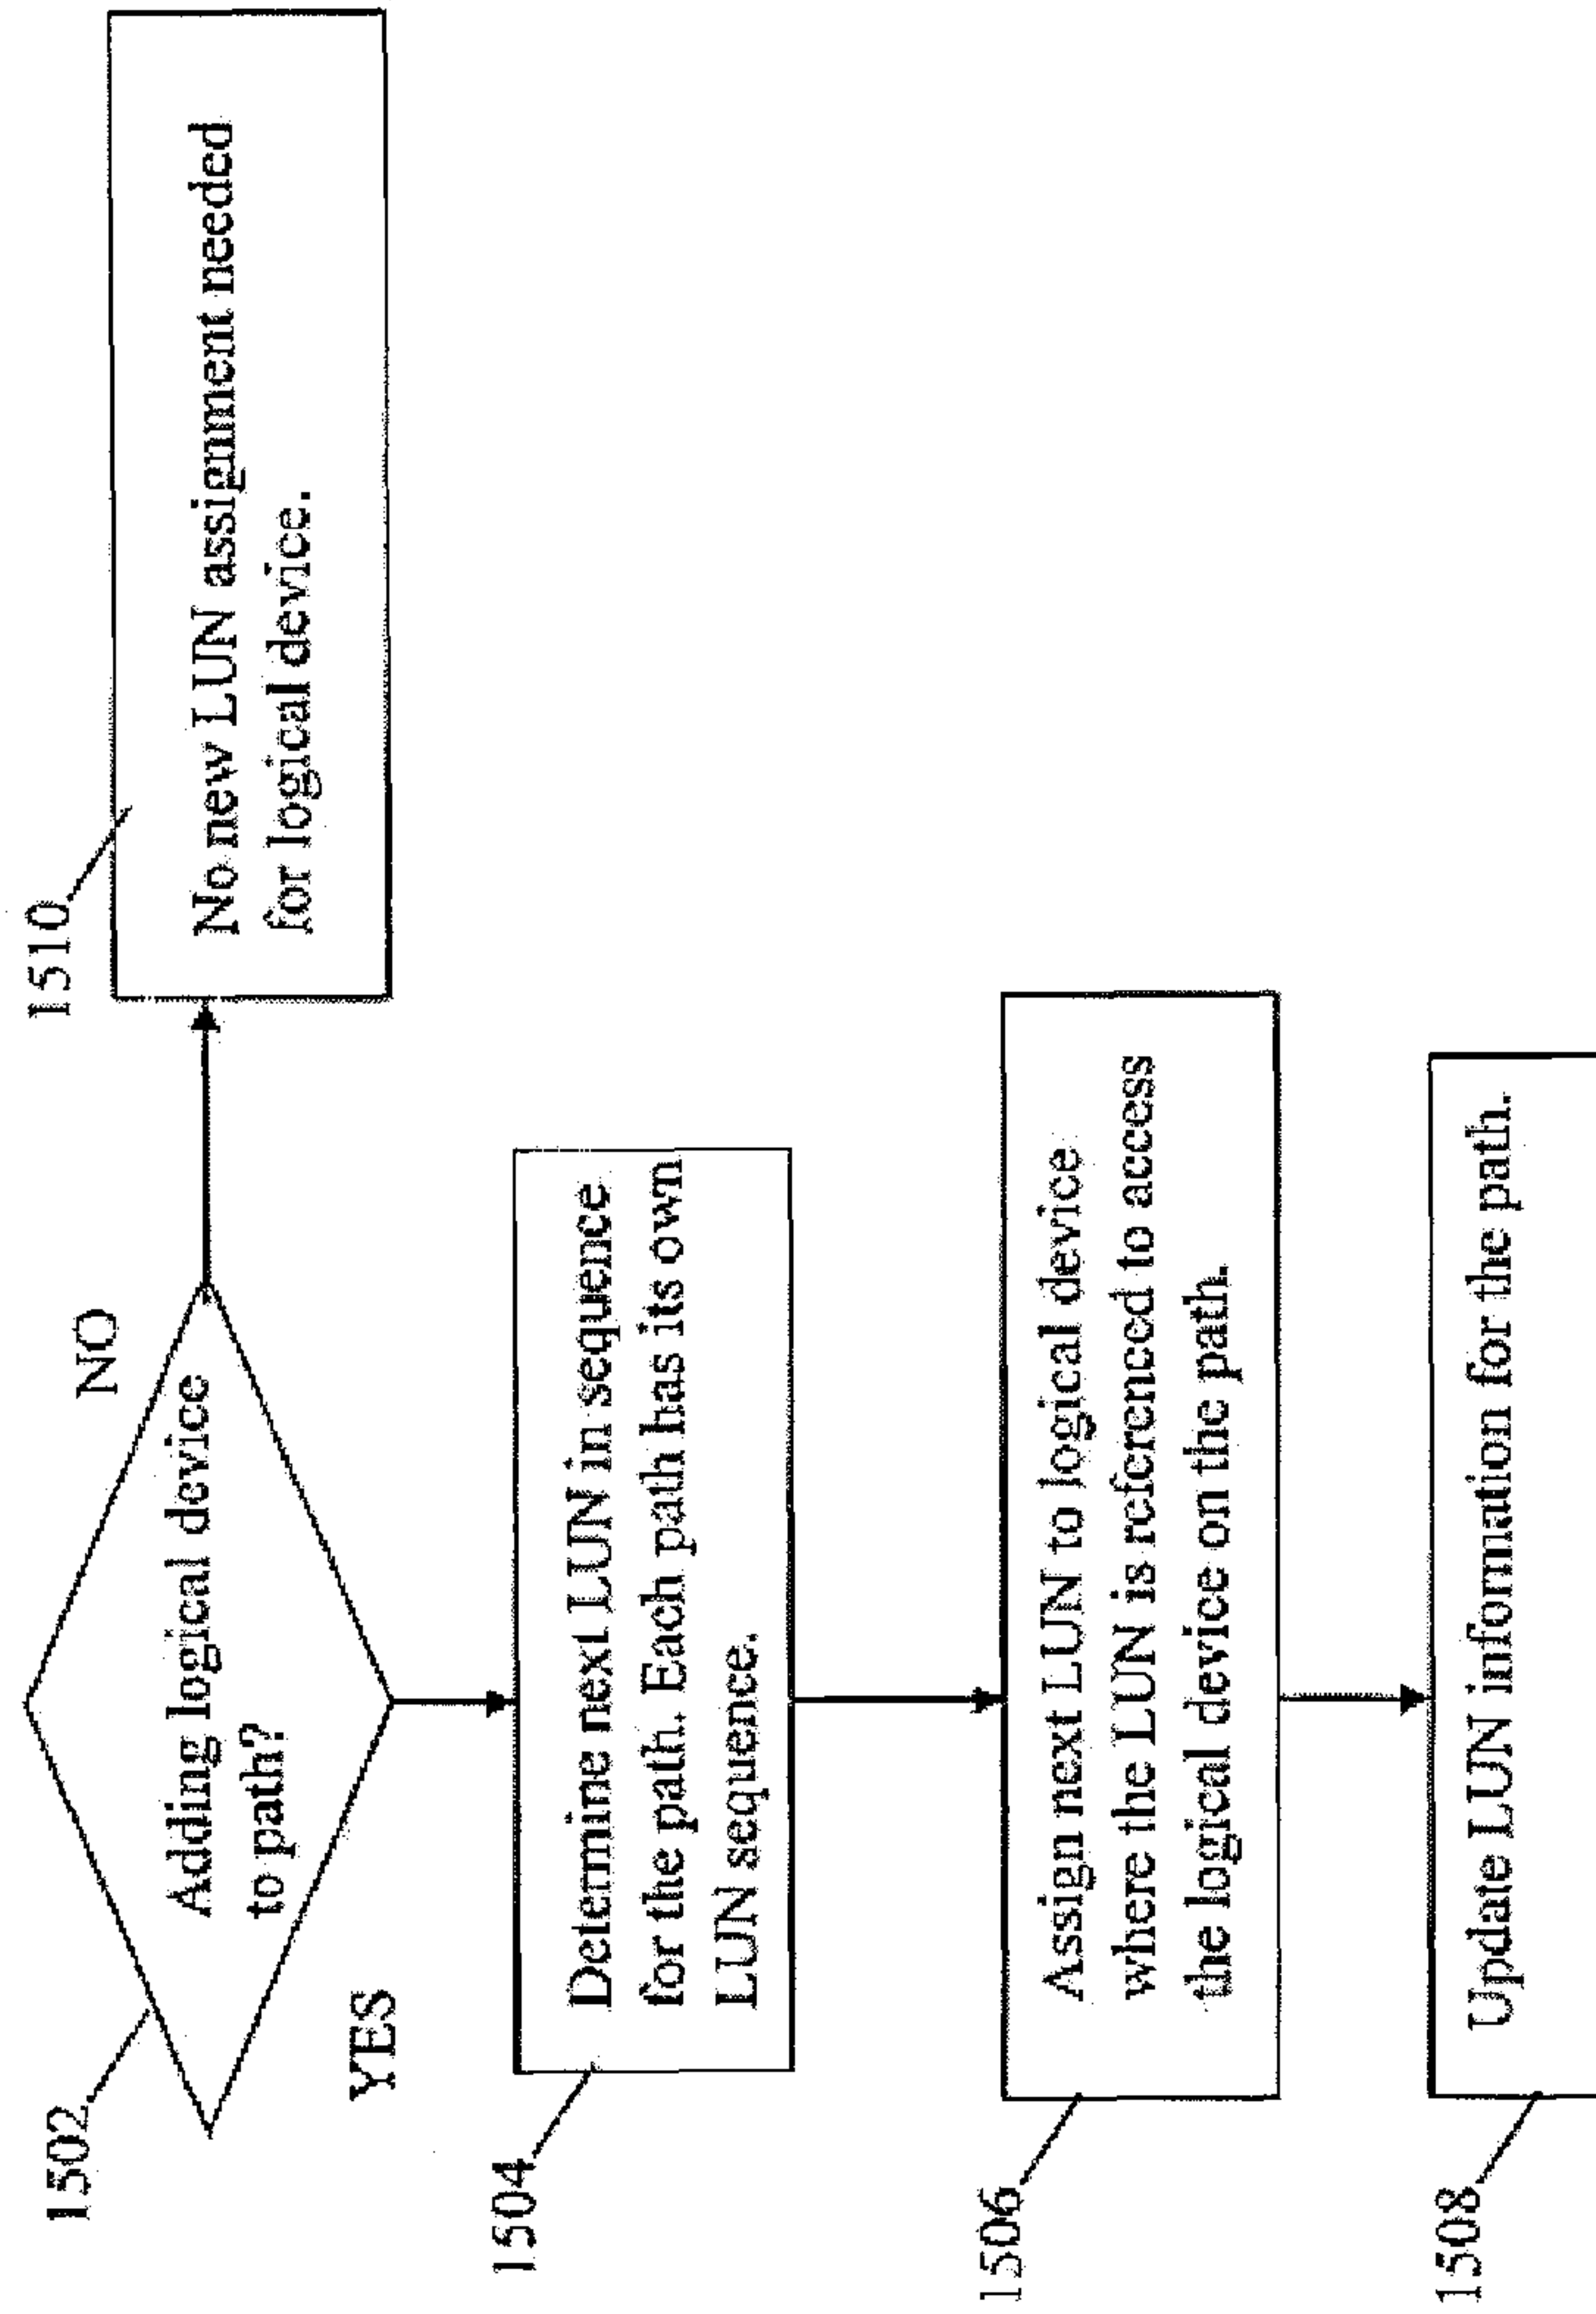 1502
Adding logical device
to path?
NO
YES
1510
No new LUN assignment needed
for logical device.
1504
Determine next LUN in sequence
for the path. Each path has its own
LUN sequence.
1506
Assign next LUN to logical device
where the LUN is referenced to access
the logical device on the path.
1508
Update LUN information for the path.